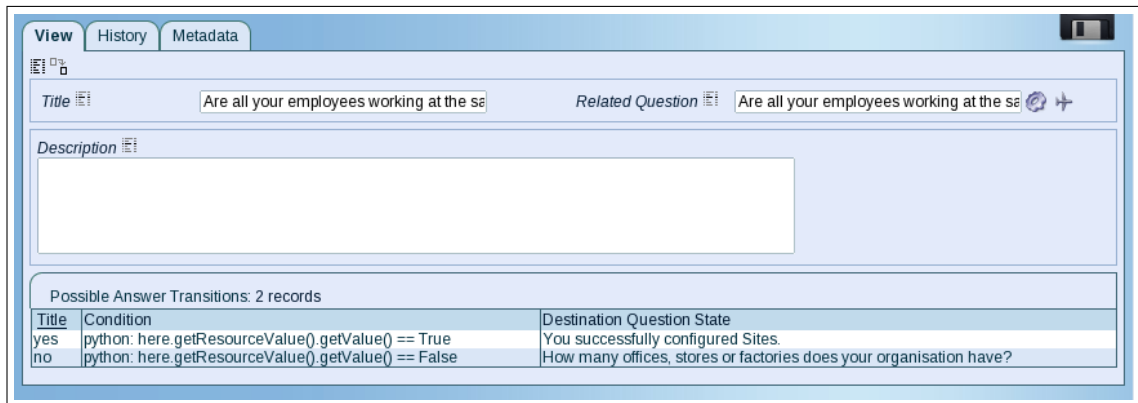 View History Metadata
Title Are all your employees working at the sa Related Question Are all your employees working at the sa
Description
Possible Answer Transitions: 2 records
Title Condition Destination Question State
yes python: here.getResourceValue().getValue() == True You successfully configured Sites.
no python: here.getResourceValue().getValue() == False How many offices, stores or factories does your organisation have?